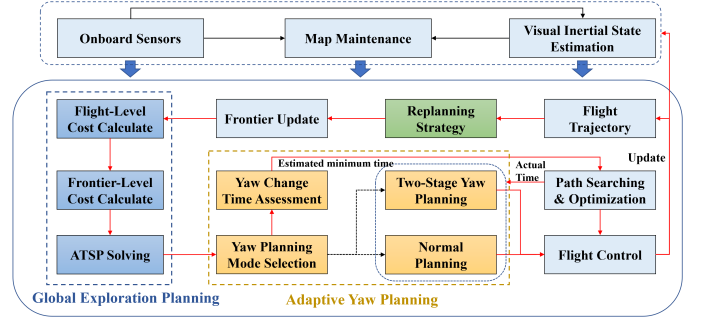 Onboard Sensors
Map Maintenance
Visual Inertial State
Estimation
Flight-Level
Cost Calculate
Frontier Update
Replanning
Strategy
Flight
Trajectory
Estimated minimum time
Actual
Time
Update
Frontier-Level
Cost Calculate
Yaw Change
Time Assessment
Two-Stage Yaw
Planning
Path Searching
& Optimization
ATSP Solving
Yaw Planning
Mode Selection
Normal
Planning
Flight Control
Global Exploration Planning
Adaptive Yaw Planning